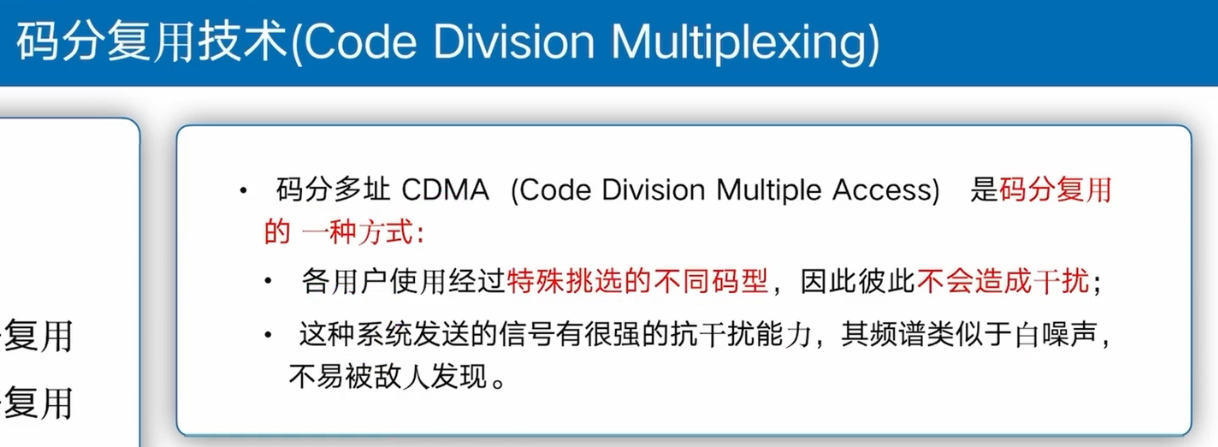 码分复用技术(Code Division Multiplexing)
• 码分多址 CDMA (Code Division Multiple Access) 是码分复用
的 一种方式:
• 各用户使用经过特殊挑选的不同码型，因此彼此不会造成干扰；
• 这种系统发送的信号有很强的抗干扰能力，其频谱类似于白噪声，
不易被敌人发现。
复用
复用